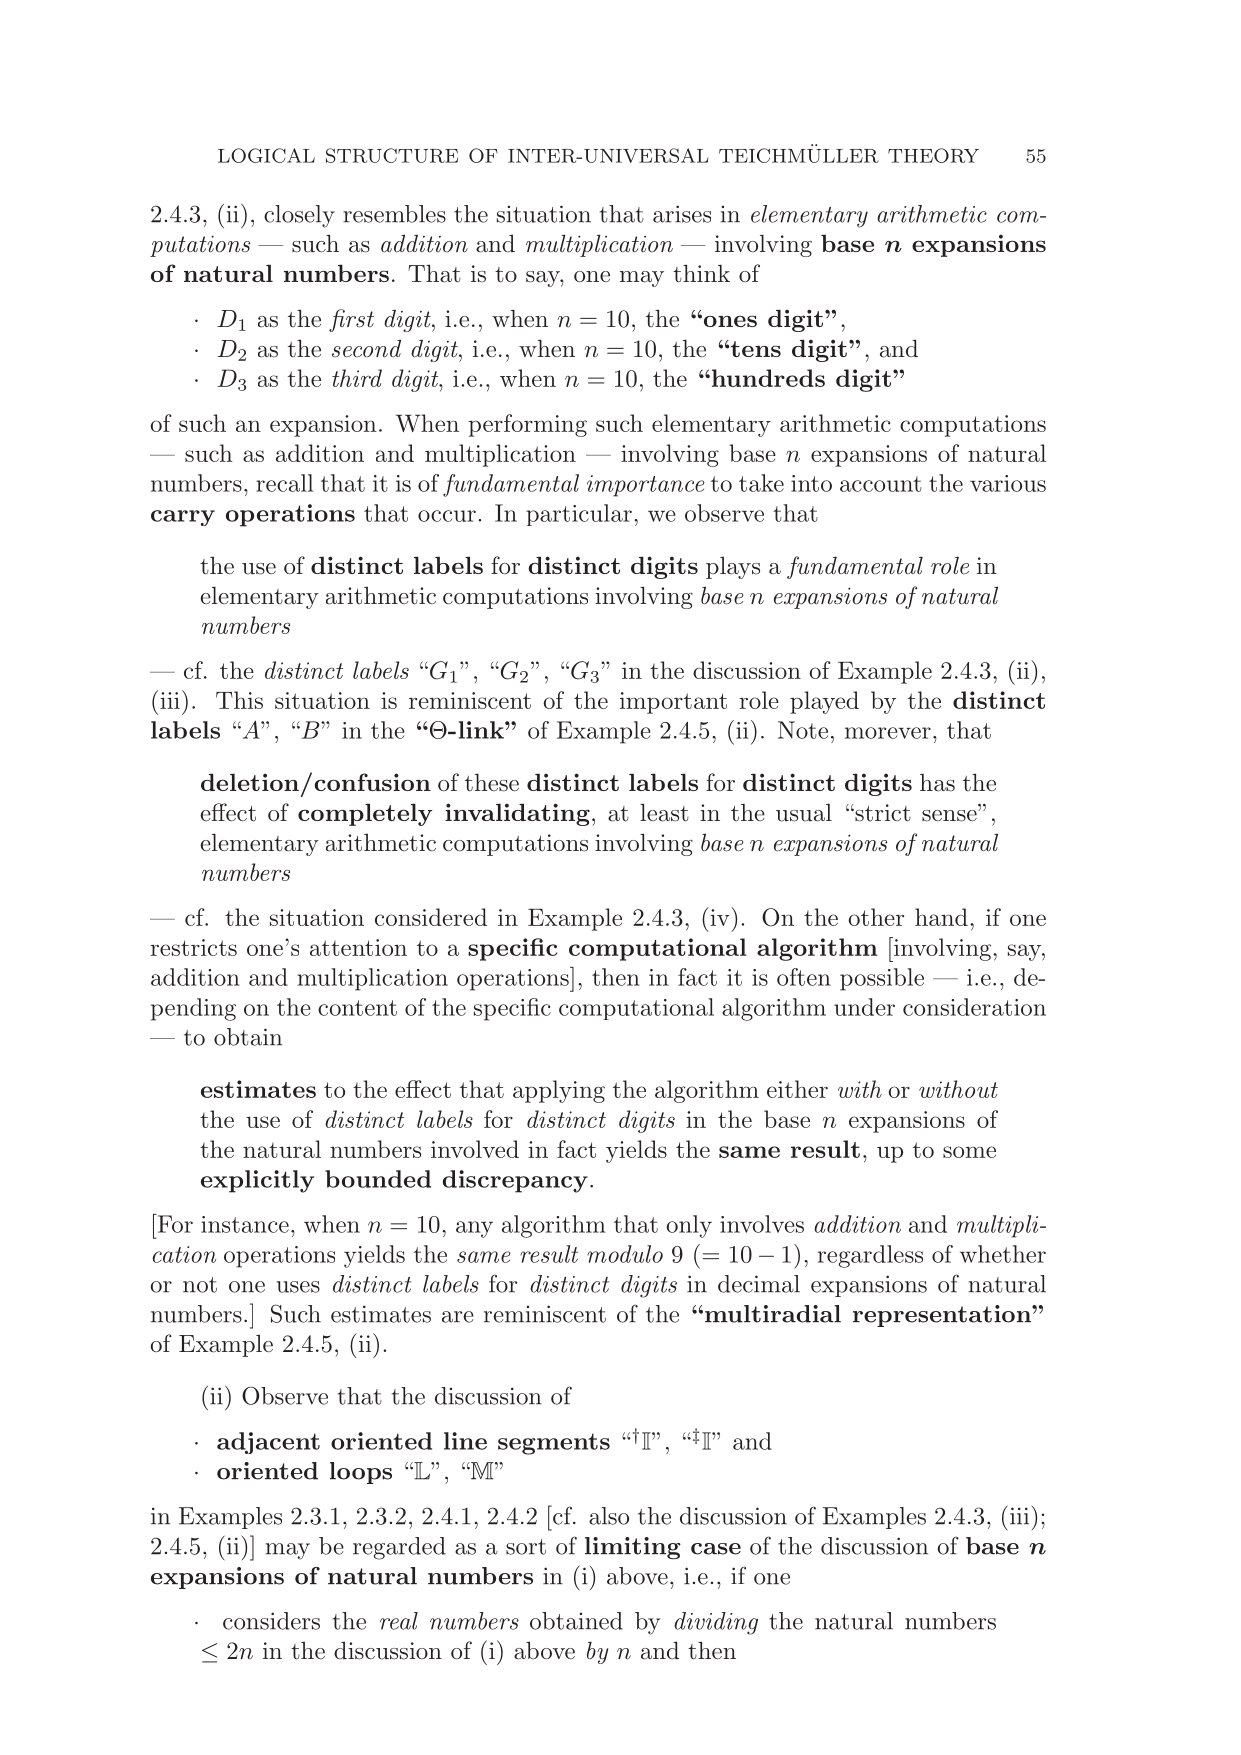 LOGICAL STRUCTURE OF INTER-UNIVERSAL TEICHMÜLLER THEORY 55
2.4.3, (ii), closely resembles the situation that arises in elementary arithmetic com-
putations — such as addition and multiplication — involving base n expansions
of natural numbers. That is to say, one may think of
· D₁ as the first digit, i.e., when n = 10, the “ones digit”,
· D₂ as the second digit, i.e., when n = 10, the “tens digit”, and
· D₃ as the third digit, i.e., when n = 10, the “hundreds digit”
of such an expansion. When performing such elementary arithmetic computations
— such as addition and multiplication — involving base n expansions of natural
numbers, recall that it is of fundamental importance to take into account the various
carry operations that occur. In particular, we observe that
the use of distinct labels for distinct digits plays a fundamental role in
elementary arithmetic computations involving base n expansions of natural
numbers
— cf. the distinct labels “G₁”, “G₂”, “G₃” in the discussion of Example 2.4.3, (ii),
(iii). This situation is reminiscent of the important role played by the distinct
labels “A”, “B” in the “Θ-link” of Example 2.4.5, (ii). Note, morever, that
deletion/confusion of these distinct labels for distinct digits has the
effect of completely invalidating, at least in the usual “strict sense”,
elementary arithmetic computations involving base n expansions of natural
numbers
— cf. the situation considered in Example 2.4.3, (iv). On the other hand, if one
restricts one’s attention to a specific computational algorithm [involving, say,
addition and multiplication operations], then in fact it is often possible — i.e., de-
pending on the content of the specific computational algorithm under consideration
— to obtain
estimates to the effect that applying the algorithm either with or without
the use of distinct labels for distinct digits in the base n expansions of
the natural numbers involved in fact yields the same result, up to some
explicitly bounded discrepancy.
[For instance, when n = 10, any algorithm that only involves addition and multipli-
cation operations yields the same result modulo 9 (= 10 − 1), regardless of whether
or not one uses distinct labels for distinct digits in decimal expansions of natural
numbers.] Such estimates are reminiscent of the “multiradial representation”
of Example 2.4.5, (ii).
(ii) Observe that the discussion of
· adjacent oriented line segments “†𝕀”, “‡𝕀” and
· oriented loops “𝕃”, “𝕄”
in Examples 2.3.1, 2.3.2, 2.4.1, 2.4.2 [cf. also the discussion of Examples 2.4.3, (iii);
2.4.5, (ii)] may be regarded as a sort of limiting case of the discussion of base n
expansions of natural numbers in (i) above, i.e., if one
· considers the real numbers obtained by dividing the natural numbers
≤ 2n in the discussion of (i) above by n and then